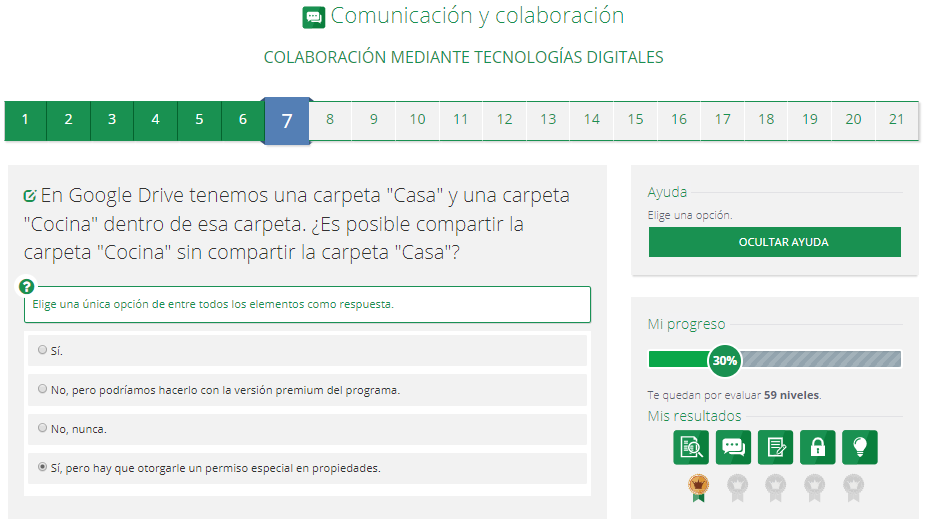 Comunicación y colaboración
COLABORACIÓN MEDIANTE TECNOLOGÍAS DIGITALES
1 2 3 4 5 6 7 8 9 10 11 12 13 14 15 16 17 18 19 20 21
En Google Drive tenemos una carpeta "Casa" y una carpeta
"Cocina" dentro de esa carpeta. ¿Es posible compartir la
carpeta "Cocina" sin compartir la carpeta "Casa"?
?
Elige una única opción de entre todos los elementos como respuesta.
Sí.
No, pero podríamos hacerlo con la versión premium del programa.
No, nunca.
Sí, pero hay que otorgarle un permiso especial en propiedades.
Ayuda
Elige una opción.
OCULTAR AYUDA
Mi progreso
30%
Te quedan por evaluar 59 niveles.
Mis resultados